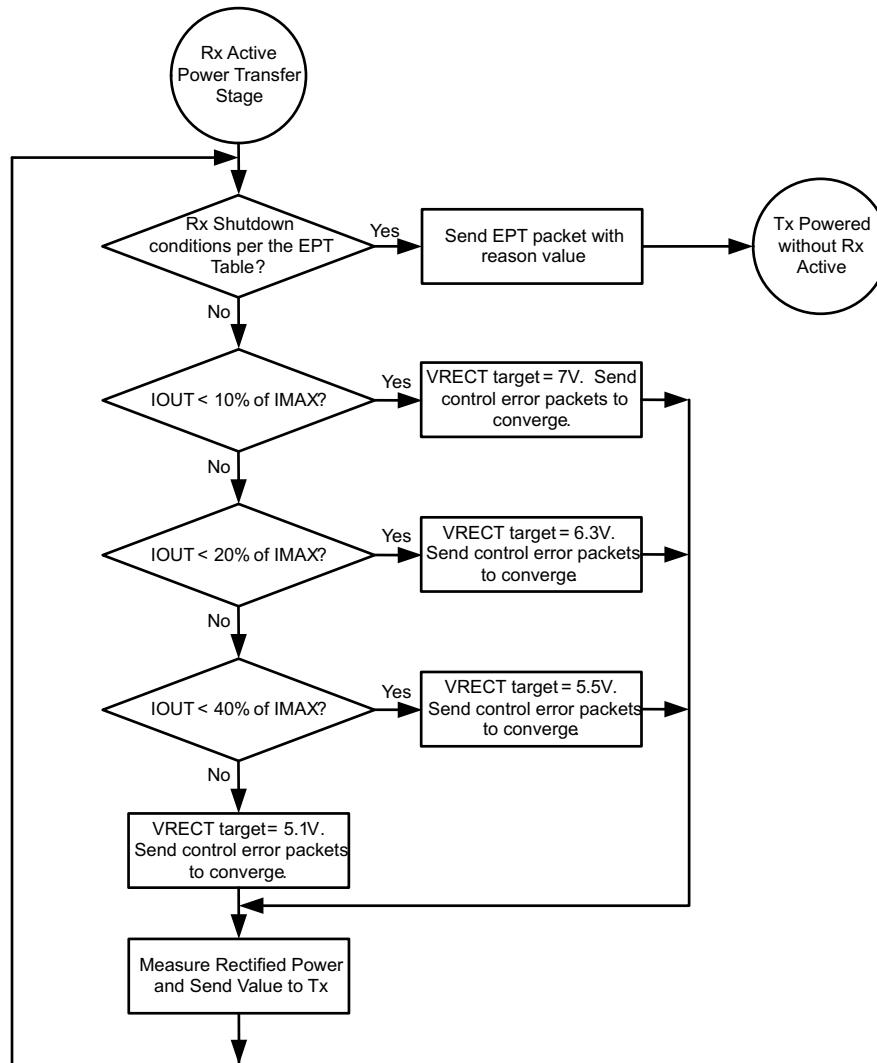 Rx Active
Power Transfer
Stage
Rx Shutdown
conditions per the EPT
Table?
Yes
Send EPT packet with
reason value
Tx Powered
without Rx
Active
No
IOUT < 10% of IMAX?
Yes
VRECT target = 7V. Send
control error packets to
converge.
No
IOUT < 20% of IMAX?
Yes
VRECT target = 6.3V.
Send control error packets
to converge.
No
IOUT < 40% of IMAX?
Yes
VRECT target = 5.5V.
Send control error packets
to converge.
No
VRECT target = 5.1V.
Send control error packets
to converge.
Measure Rectified Power
and Send Value to Tx